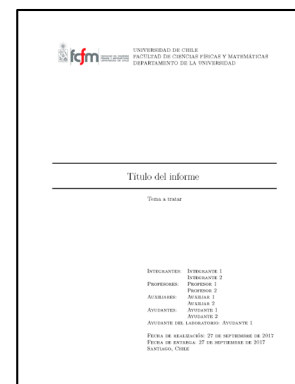 fcfm
UNIVERSIDAD DE CHILE
FACULTAD DE CIENCIAS FÍSICAS Y MATEMÁTICAS
DEPARTAMENTO DE LA UNIVERSIDAD
Título del informe
Tema a tratar
INTEGRANTES: INTEGRANTE 1
INTEGRANTE 2
PROFESORES: PROFESOR 1
PROFESOR 2
AUXILIARES: AUXILIAR 1
AUXILIAR 2
AYUDANTES: AYUDANTE 1
AYUDANTE 2
AYUDANTE DEL LABORATORIO: AYUDANTE 1
FECHA DE REALIZACIÓN: 27 DE SEPTIEMBRE DE 2017
FECHA DE ENTREGA: 27 DE SEPTIEMBRE DE 2017
SANTIAGO, CHILE